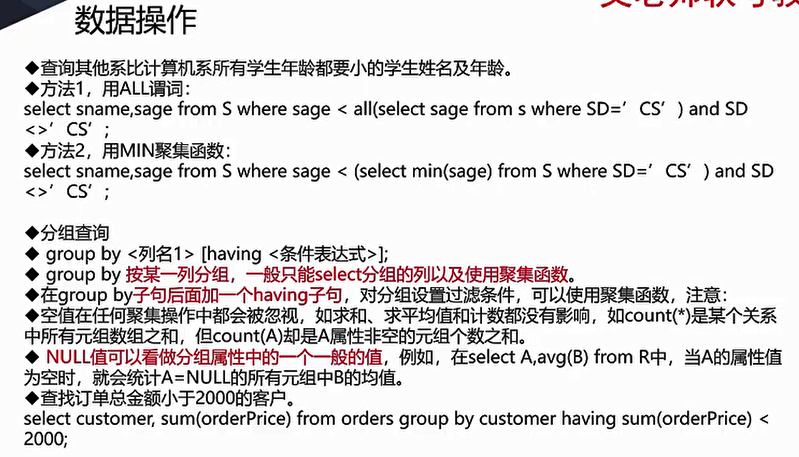 数据操作
◆查询其他系比计算机系所有学生年龄都要小的学生姓名及年龄。
◆方法1，用ALL谓词：
select sname,sage from S where sage < all(select sage from s where SD=’CS’) and SD
<>’CS’;
◆方法2，用MIN聚集函数：
select sname,sage from S where sage < (select min(sage) from S where SD=’CS’) and SD
<>’CS’;
◆分组查询
◆ group by <列名1> [having <条件表达式>];
◆ group by 按某一列分组，一般只能select分组的列以及使用聚集函数。
◆在group by子句后面加一个having子句，对分组设置过滤条件，可以使用聚集函数，注意：
◆空值在任何聚集操作中都会被忽视，如求和、求平均值和计数都没有影响，如count(*)是某个关系
中所有元组数组之和，但count(A)却是A属性非空的元组个数之和。
◆ NULL值可以看做分组属性中的一个一般的值，例如，在select A,avg(B) from R中，当A的属性值
为空时，就会统计A=NULL的所有元组中B的均值。
◆查找订单总金额小于2000的客户。
select customer, sum(orderPrice) from orders group by customer having sum(orderPrice) <
2000;